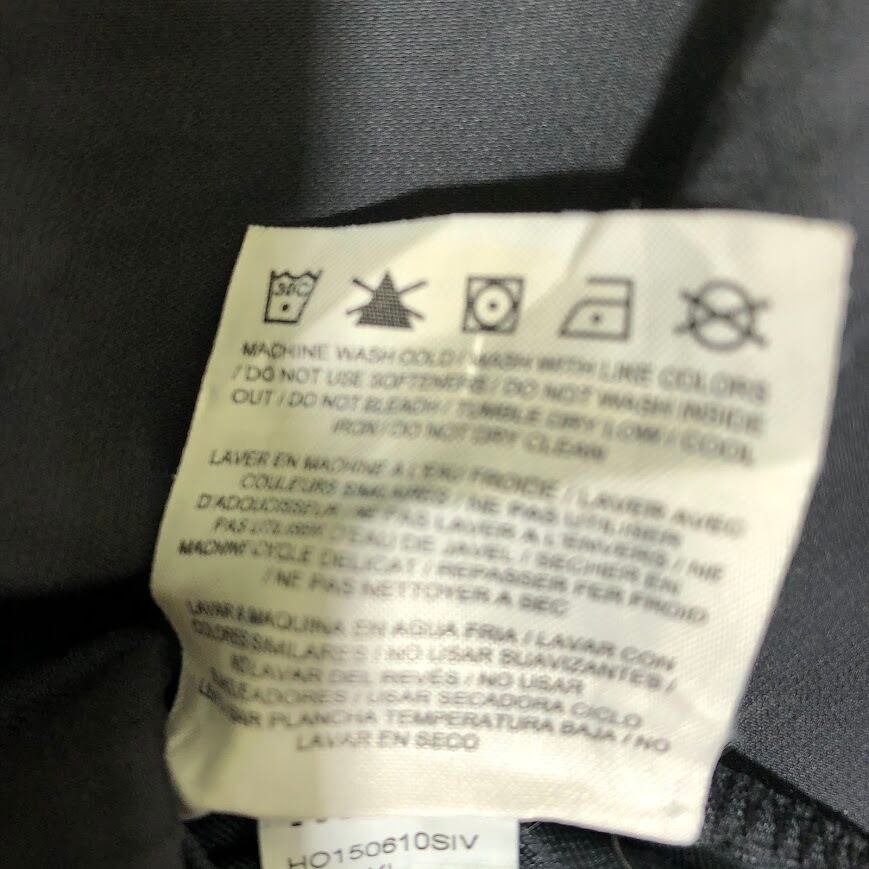 30C
MACHINE WASH COLD / WASH WITH LIKE COLORS
/ DO NOT USE SOFTENERS / DO NOT WASH INSIDE
OUT / DO NOT BLEACH / TUMBLE DRY LOW / COOL
IRON / DO NOT DRY CLEAN
LAVER EN MACHINE A L'EAU FROIDE / LAVER AVEC
COULEURS SIMILAIRES / NE PAS UTILISER
D'ADOUCISSEUR / NE PAS LAVER A L'ENVERS / NE
PAS UTILISER D'EAU DE JAVEL / SECHER EN
MACHINE CYCLE DELICAT / REPASSER FER FROID
/ NE PAS NETTOYER A SEC
LAVAR A MAQUINA EN AGUA FRIA / LAVAR CON
COLORES SIMILARES / NO USAR SUAVIZANTES /
NO LAVAR DEL REVÉS / NO USAR
USAR SECADORA CICLO
PLANCHA TEMPERATURA BAJA / NO
LAVAR EN SECO
HO150610SIV